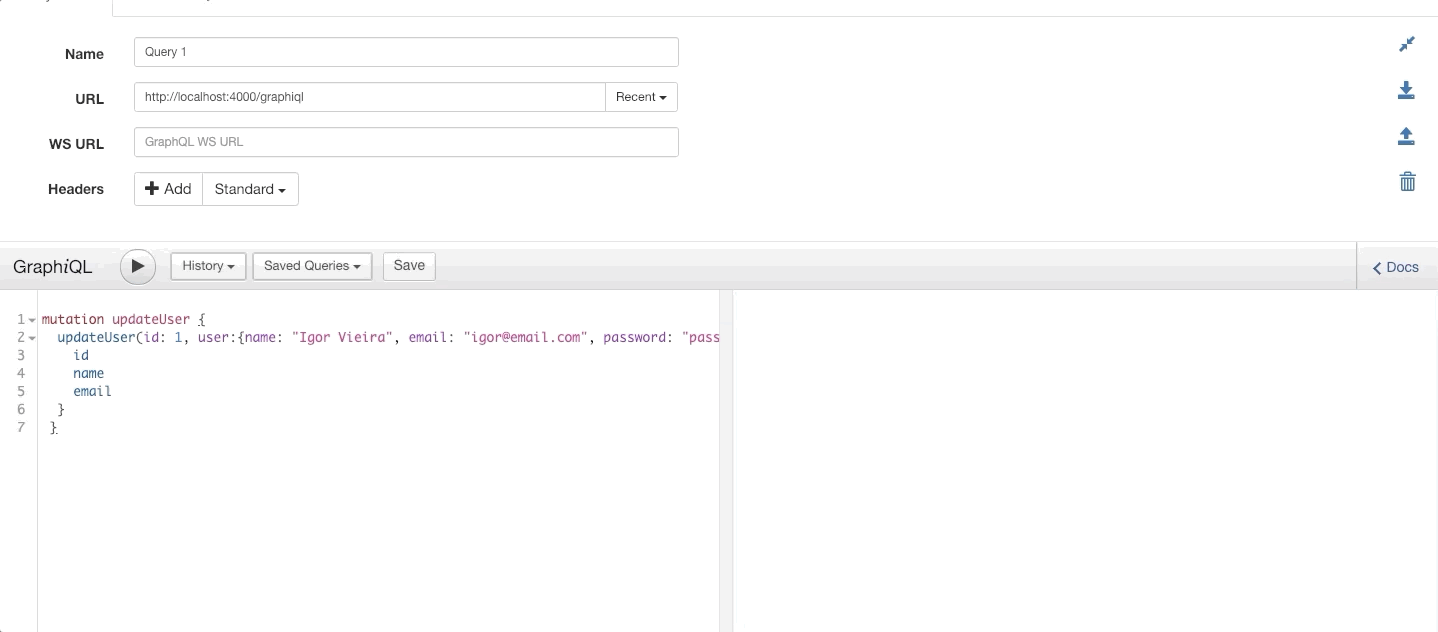 Name Query 1
URL http://localhost:4000/graphiql Recent
WS URL GraphQL WS URL
Headers Add Standard
GraphiQL History Saved Queries Save Docs
1 mutation updateUser {
2 updateUser(id: 1, user:{name: "Igor Vieira", email: "igor@email.com", password: "pass
3 id
4 name
5 email
6 }
7 }